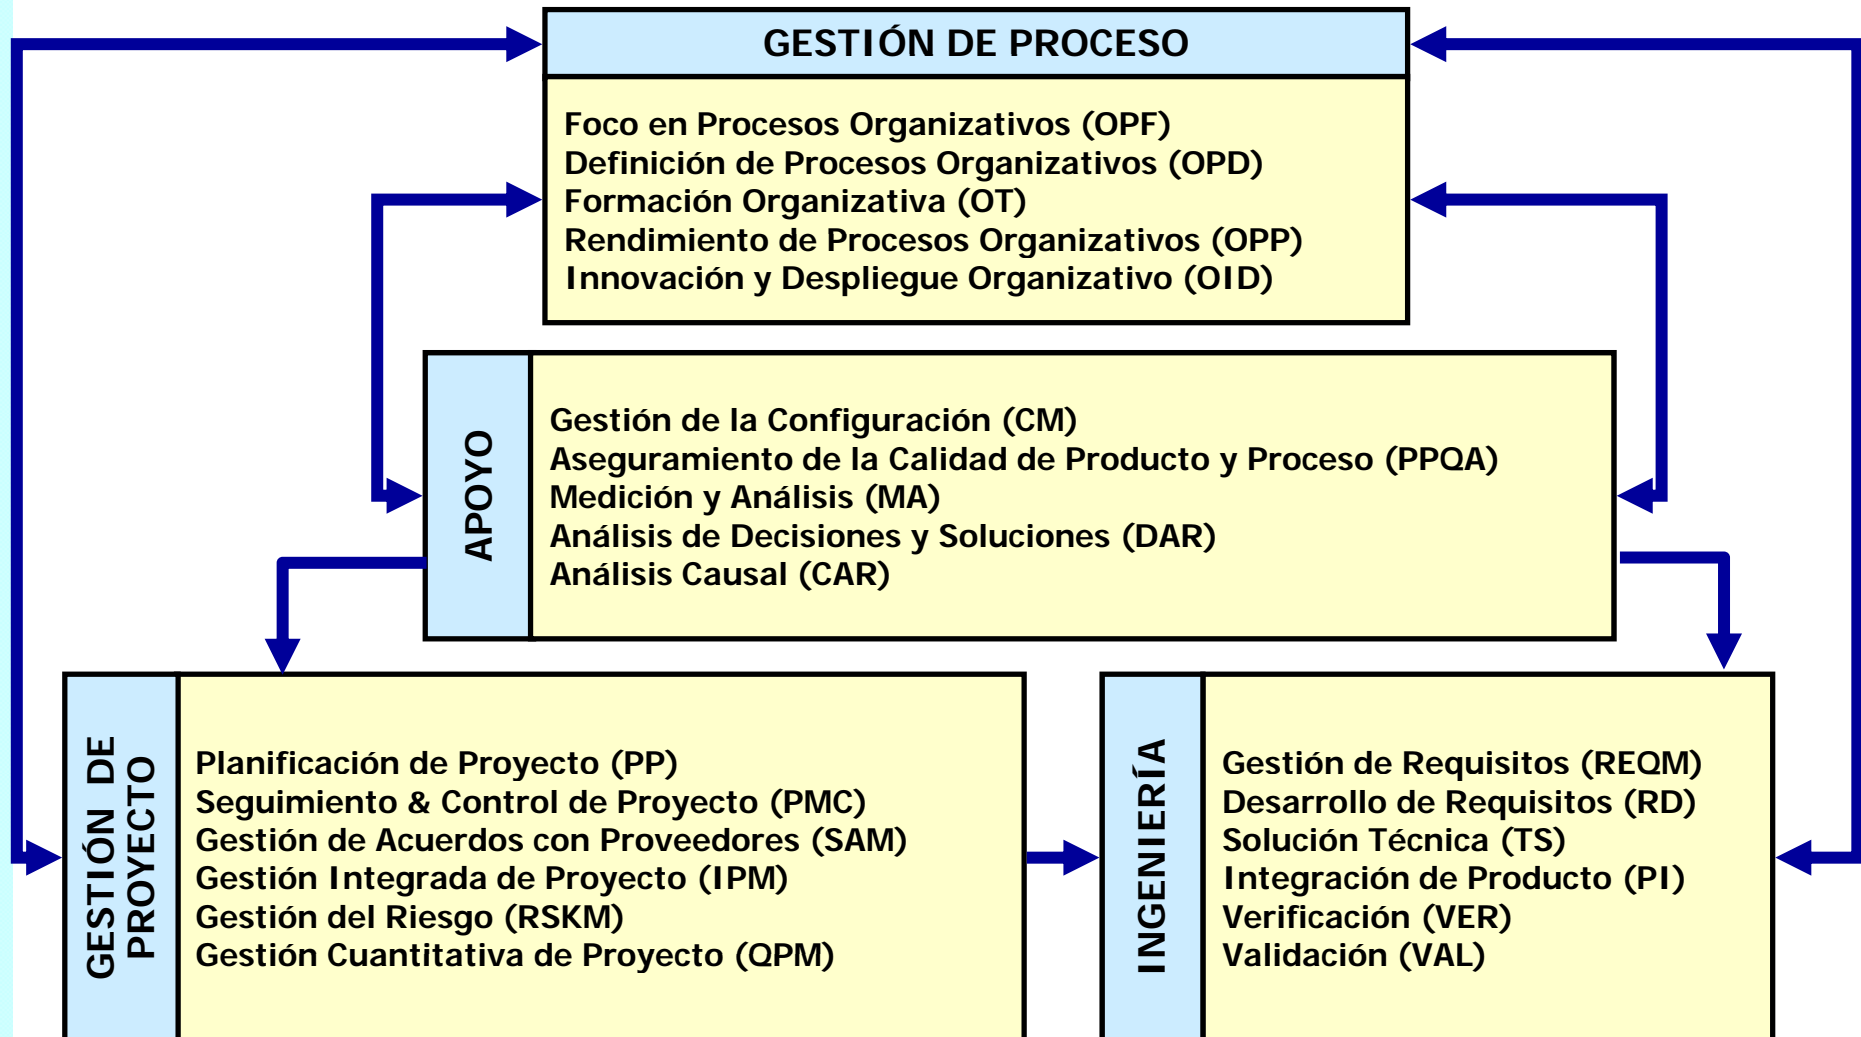 GESTIÓN DE PROCESO
Foco en Procesos Organizativos (OPF)
Definición de Procesos Organizativos (OPD)
Formación Organizativa (OT)
Rendimiento de Procesos Organizativos (OPP)
Innovación y Despliegue Organizativo (OID)
APOYO
Gestión de la Configuración (CM)
Aseguramiento de la Calidad de Producto y Proceso (PPQA)
Medición y Análisis (MA)
Análisis de Decisiones y Soluciones (DAR)
Análisis Causal (CAR)
GESTIÓN DE
PROYECTO
Planificación de Proyecto (PP)
Seguimiento & Control de Proyecto (PMC)
Gestión de Acuerdos con Proveedores (SAM)
Gestión Integrada de Proyecto (IPM)
Gestión del Riesgo (RSKM)
Gestión Cuantitativa de Proyecto (QPM)
INGENIERÍA
Gestión de Requisitos (REQM)
Desarrollo de Requisitos (RD)
Solución Técnica (TS)
Integración de Producto (PI)
Verificación (VER)
Validación (VAL)